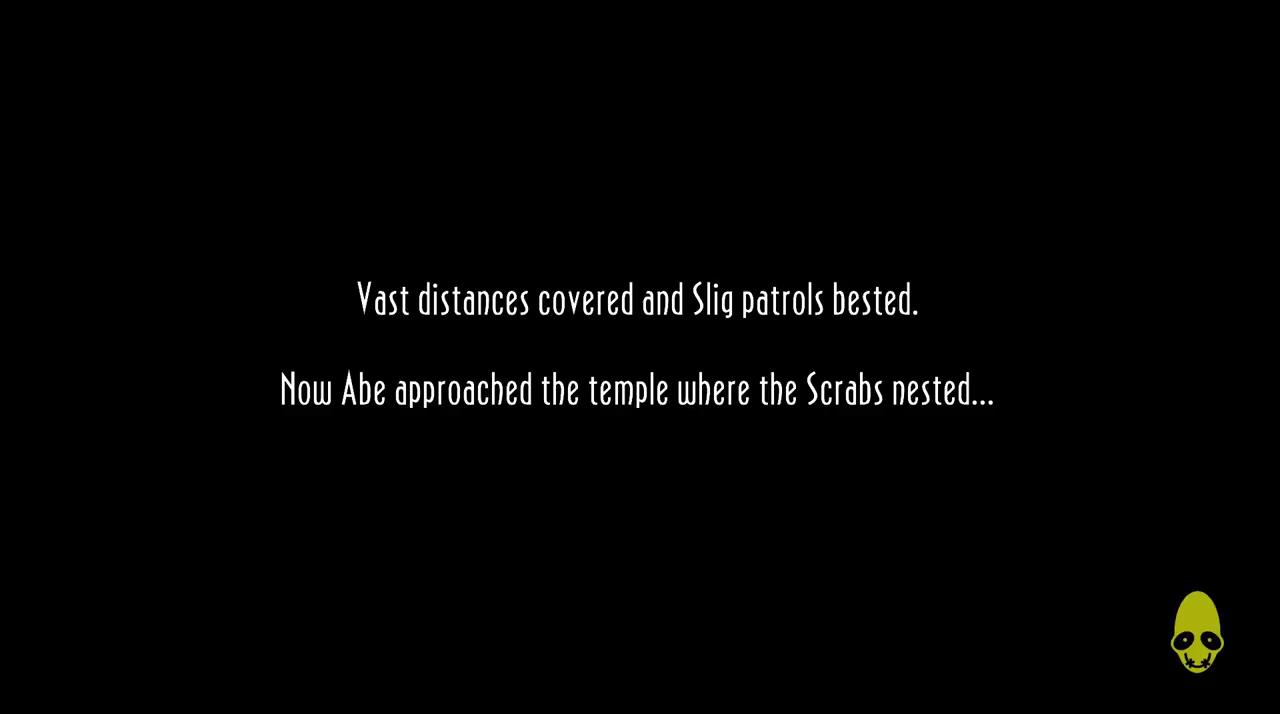 Vast distances covered and Slig patrols bested.
Now Abe approached the temple where the Scrabs nested...